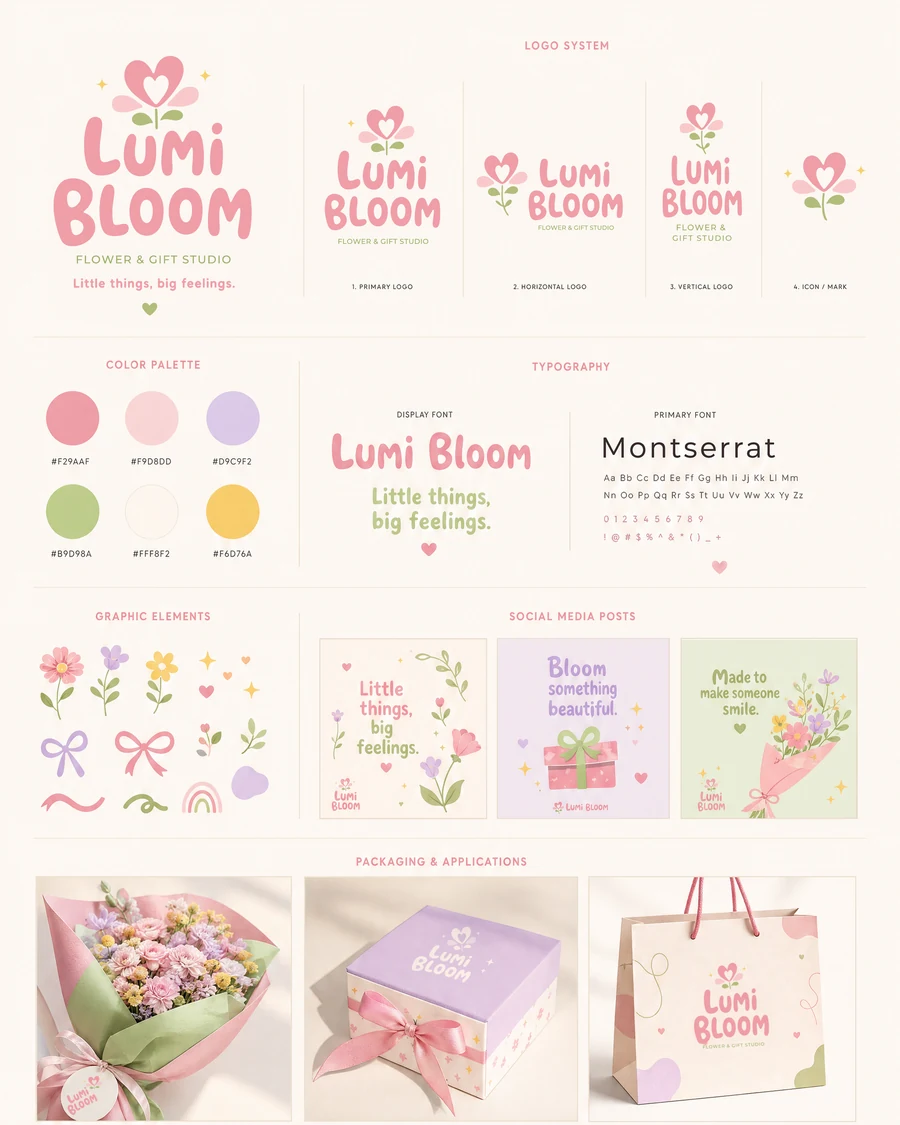 LOGO SYSTEM
Lumi
BLOOM
FLOWER & GIFT STUDIO
Little things, big feelings.
Lumi
BLOOM
FLOWER & GIFT STUDIO
1. PRIMARY LOGO
Lumi
BLOOM
FLOWER & GIFT STUDIO
2. HORIZONTAL LOGO
Lumi
BLOOM
FLOWER &
GIFT STUDIO
3. VERTICAL LOGO
4. ICON / MARK
COLOR PALETTE
#F29AAF
#F9D8DD
#D9C9F2
#B9D98A
#FFF8F2
#F6D76A
TYPOGRAPHY
DISPLAY FONT
Lumi Bloom
Little things,
big feelings.
PRIMARY FONT
Montserrat
Aa Bb Cc Dd Ee Ff Gg Hh Ii Jj Kk Ll Mm
Nn Oo Pp Qq Rr Ss Tt Uu Vv Ww Xx Yy Zz
0 1 2 3 4 5 6 7 8 9
! @ # $ % ^ & * ( ) _ +
GRAPHIC ELEMENTS
SOCIAL MEDIA POSTS
Little
things,
big
feelings.
Lumi
BLOOM
Bloom
something
beautiful.
Lumi Bloom
Made to
make someone
smile.
Lumi
BLOOM
PACKAGING & APPLICATIONS
Lumi
BLOOM
Lumi
BLOOM
Lumi
BLOOM
FLOWER & GIFT STUDIO